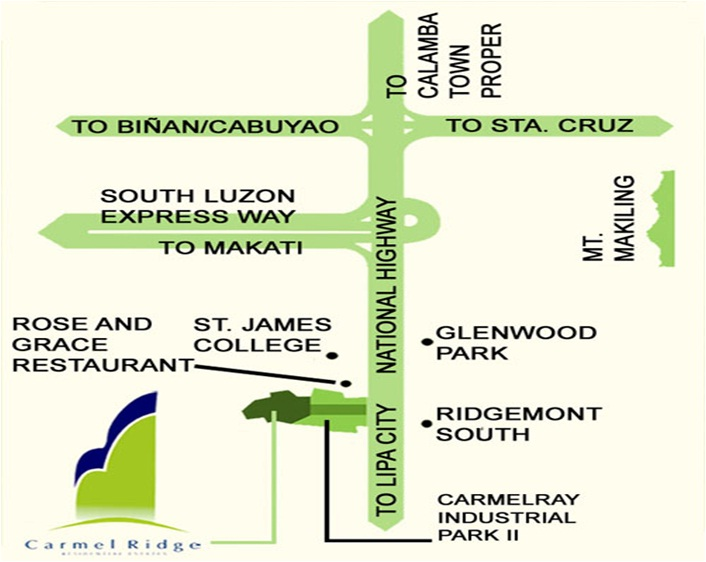 TO
CALAMBA
TOWN
PROPER
TO BIÑAN/CABUYAO
TO STA. CRUZ
SOUTH LUZON
EXPRESS WAY
TO MAKATI
NATIONAL HIGHWAY
MT.
MAKILING
ROSE AND
GRACE
RESTAURANT
ST. JAMES
COLLEGE
GLENWOOD
PARK
TO LIPA CITY
RIDGEMONT
SOUTH
CARMELRAY
INDUSTRIAL
PARK II
Carmel Ridge
RESIDENTIAL ESTATES